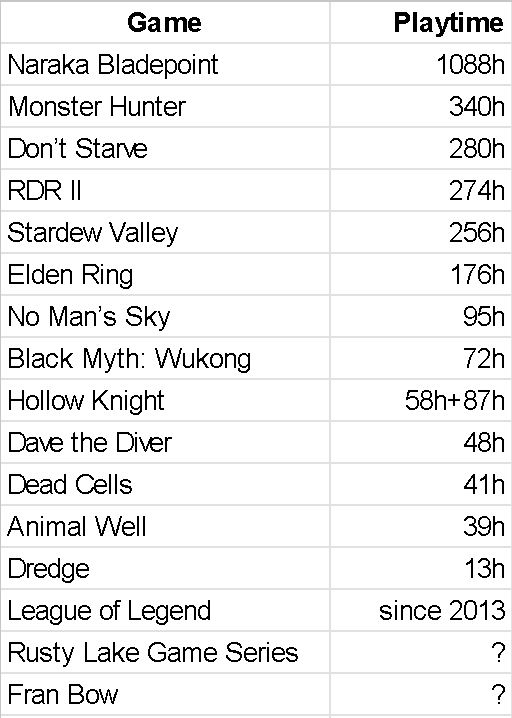 Game Playtime
Naraka Bladepoint 1088h
Monster Hunter 340h
Don’t Starve 280h
RDR II 274h
Stardew Valley 256h
Elden Ring 176h
No Man’s Sky 95h
Black Myth: Wukong 72h
Hollow Knight 58h+87h
Dave the Diver 48h
Dead Cells 41h
Animal Well 39h
Dredge 13h
League of Legend since 2013
Rusty Lake Game Series ?
Fran Bow ?